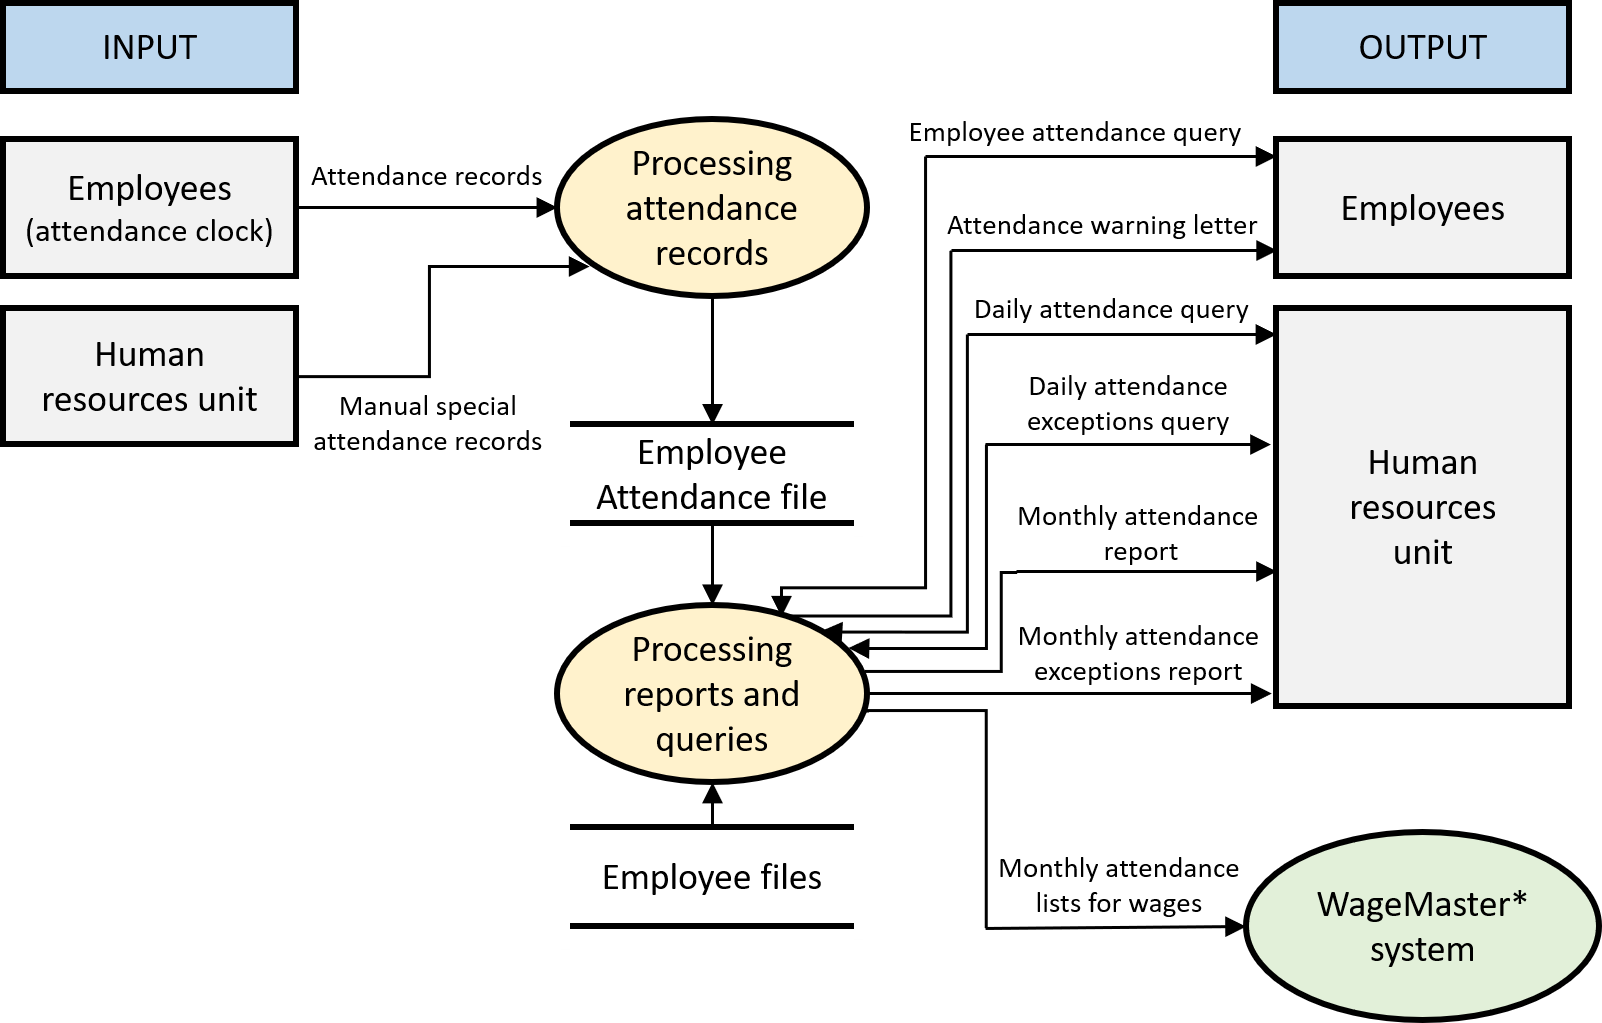 INPUT
OUTPUT
Employees
(attendance clock)
Attendance records
Human
resources unit
Manual special
attendance records
Processing
attendance
records
Employee
Attendance file
Processing
reports and
queries
Employee files
Employee attendance query
Attendance warning letter
Employees
Daily attendance query
Daily attendance
exceptions query
Monthly attendance
report
Monthly attendance
exceptions report
Human
resources
unit
Monthly attendance
lists for wages
WageMaster*
system